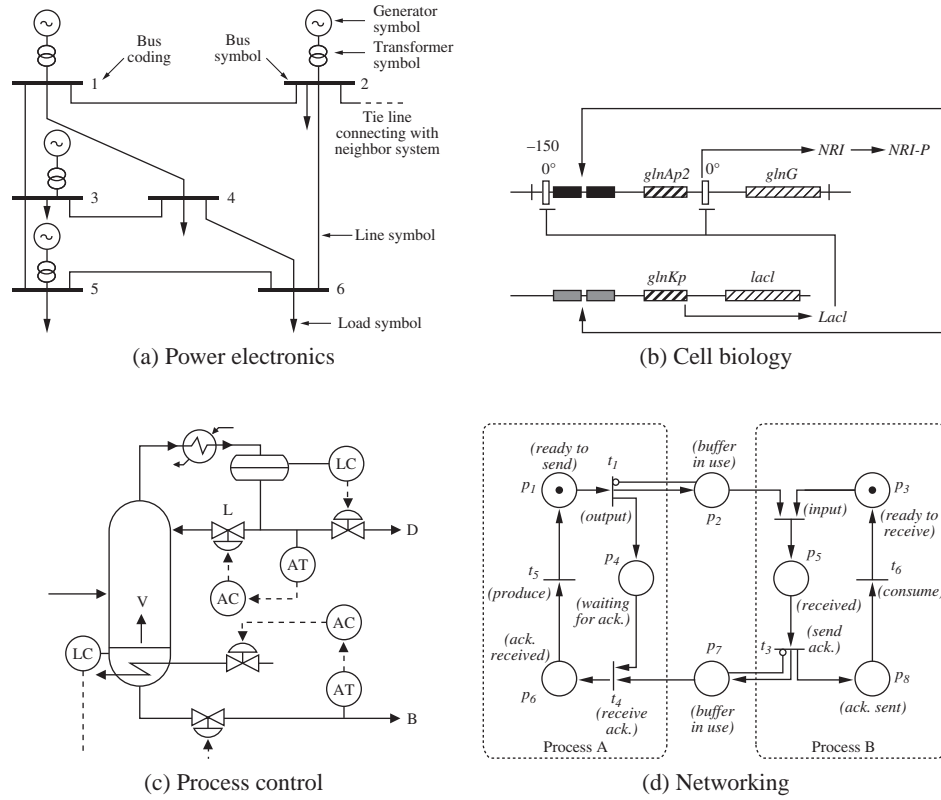 Generator
symbol
Transformer
symbol
Bus
coding
Bus
symbol
1
2
Tie line
connecting with
neighbor system
3
4
Line symbol
5
6
Load symbol
(a) Power electronics
–150
0°
glnAp2
0°
NRI
NRI-P
glnG
glnKp
lacl
Lacl
(b) Cell biology
LC
L
D
AT
V
AC
AC
LC
AT
B
(c) Process control
(ready to
send)
t1
(buffer
in use)
p1
p3
(output)
p2
(input)
(ready to
receive)
p4
p5
t5
t6
(produce)
(waiting
for ack.)
(received)
(consume)
(ack.
received)
t3
(send
ack.)
p7
p6
t4
p8
(receive
ack.)
(buffer
in use)
(ack. sent)
Process A
Process B
(d) Networking